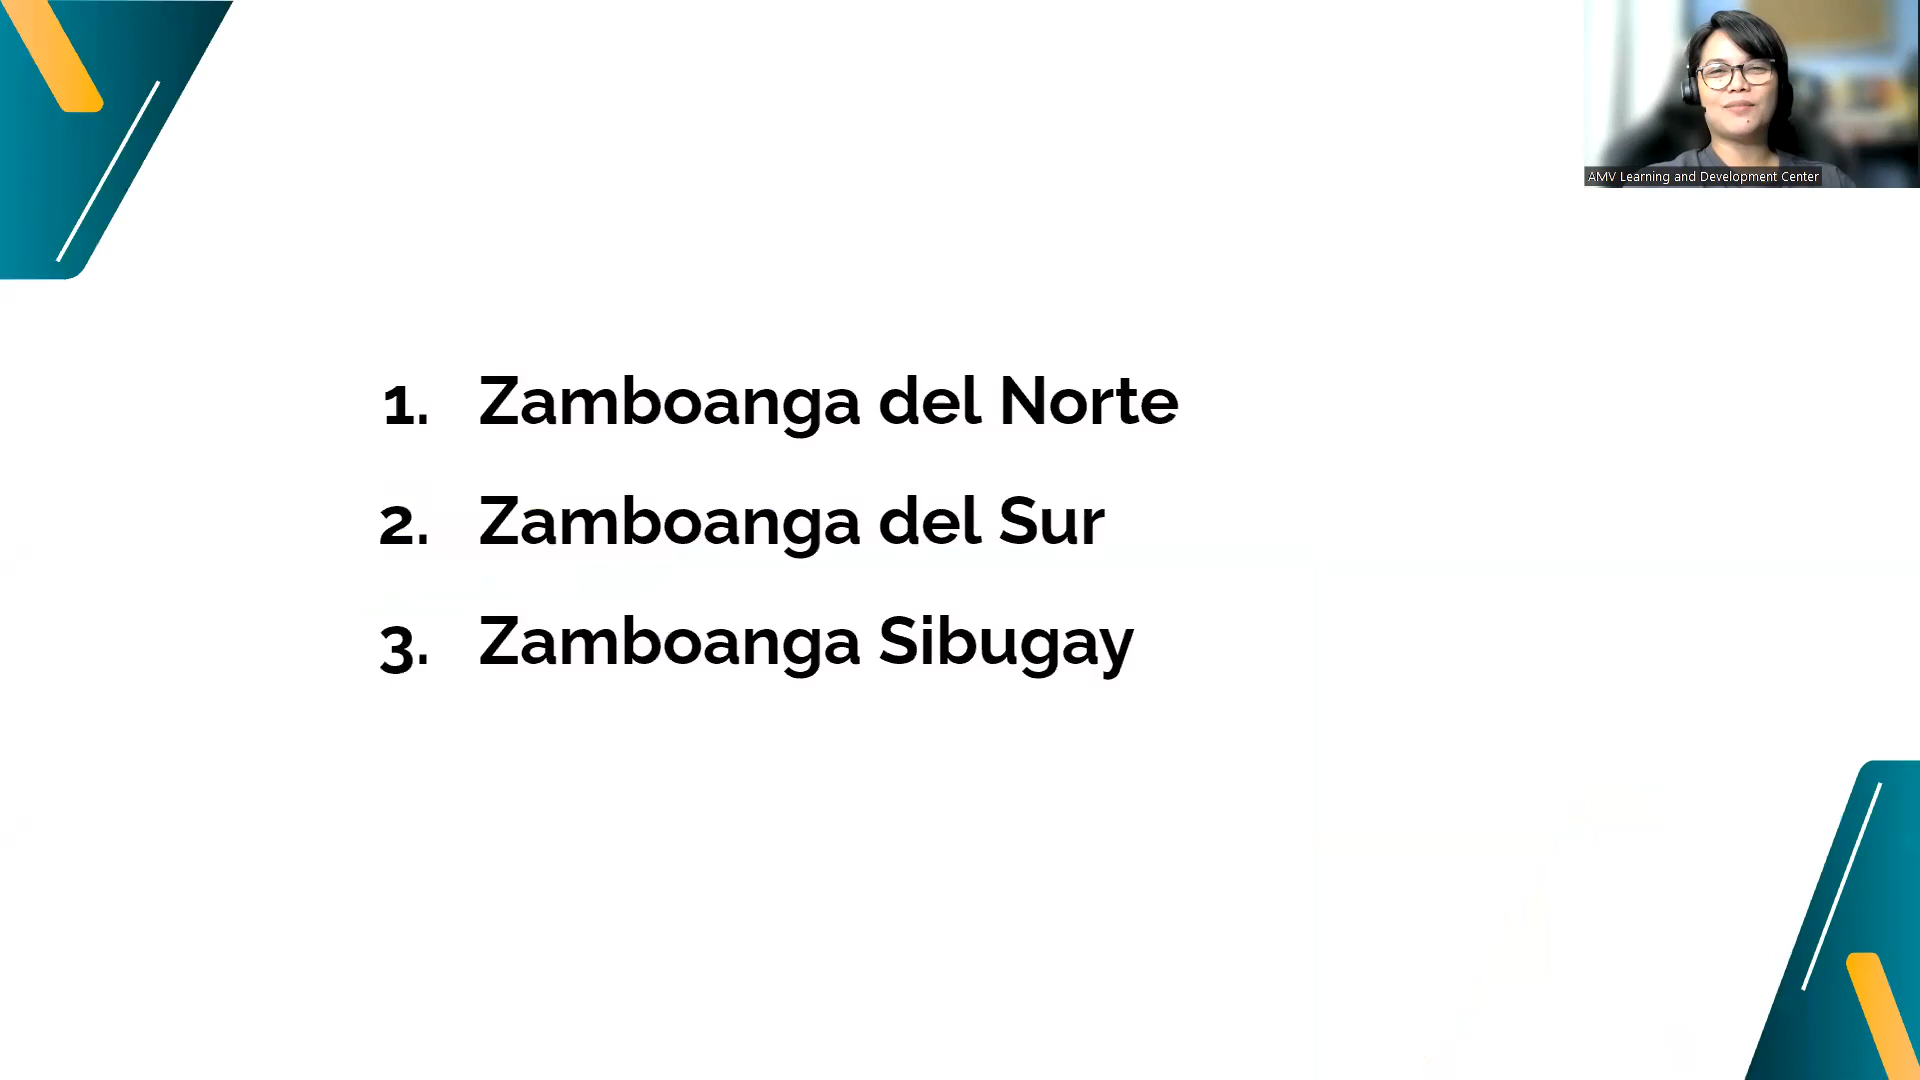 AMV Learning and Development Center
1. Zamboanga del Norte
2. Zamboanga del Sur
3. Zamboanga Sibugay